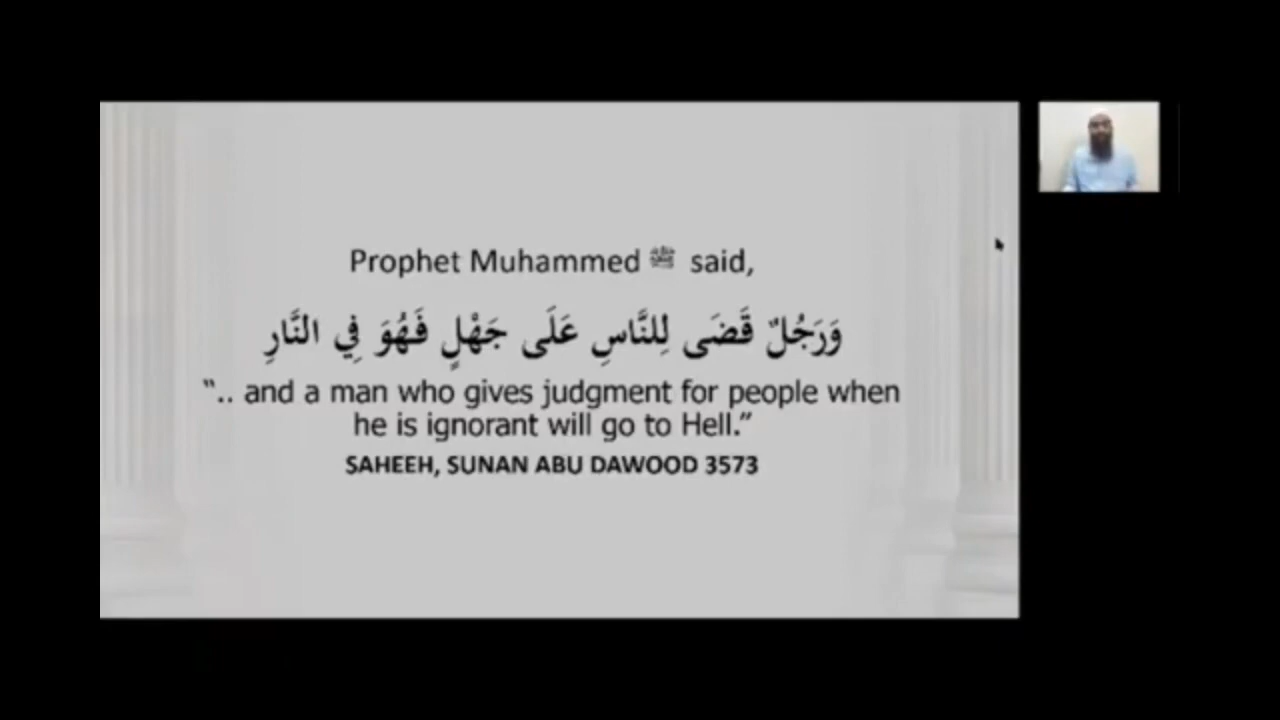 Prophet Muhammed ﷺ said,
وَرَجُلٌ قَضَى لِلنَّاسِ عَلَى جَهْلٍ فَهُوَ فِي النَّارِ
“.. and a man who gives judgment for people when
he is ignorant will go to Hell.”
SAHEEH, SUNAN ABU DAWOOD 3573